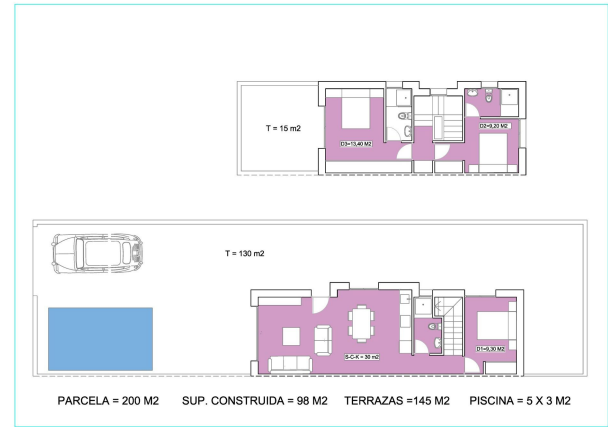 T = 15 m2
D3=13,40 M2
D2=9,20 M2
T = 130 m2
S-C-K = 30 m2
D1=9,30 M2
PARCELA = 200 M2 SUP. CONSTRUIDA = 98 M2 TERRAZAS =145 M2 PISCINA = 5 X 3 M2